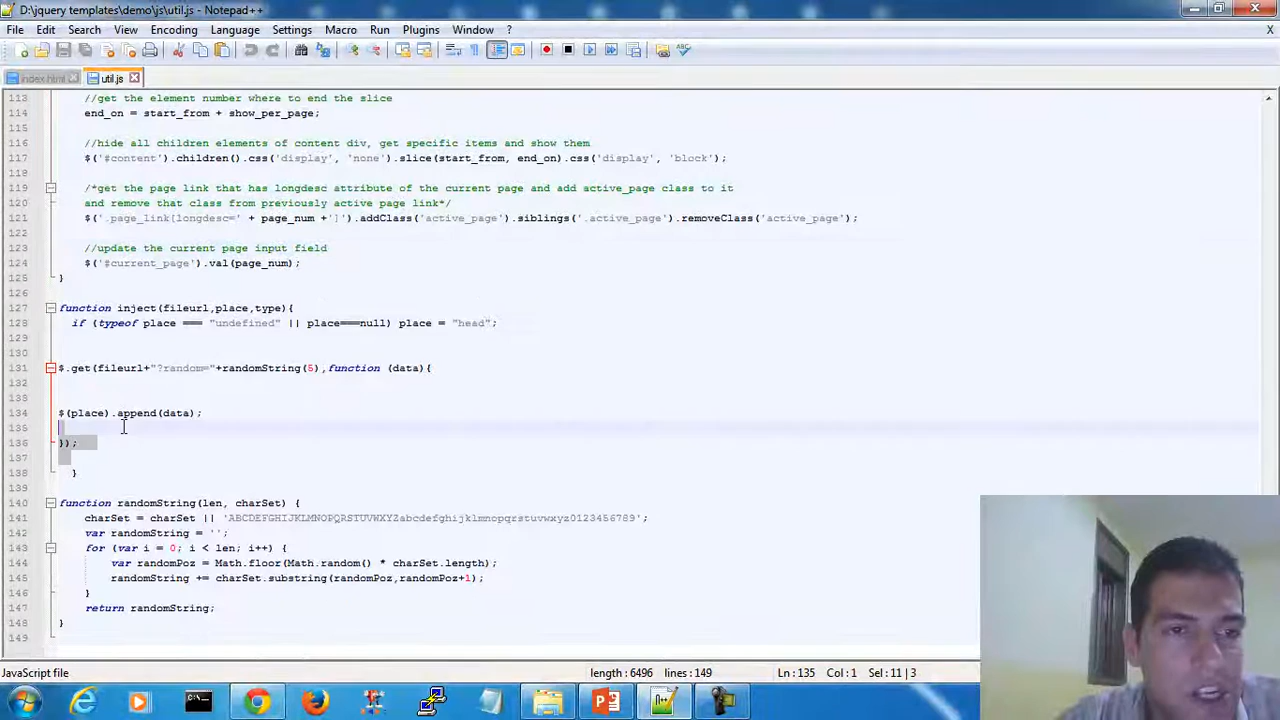 D:\jquery templates\demo\js\util.js - Notepad++
File Edit Search View Encoding Language Settings Macro Run Plugins Window ? X
index.html util.js
113 //get the element number where to end the slice
114 end_on = start_from + show_per_page;
115
116 //hide all children elements of content div, get specific items and show them
117 $('#content').children().css('display', 'none').slice(start_from, end_on).css('display', 'block');
118
119 /*get the page link that has longdesc attribute of the current page and add active_page class to it
120 and remove that class from previously active page link*/
121 $('.page_link[longdesc=' + page_num +']').addClass('active_page').siblings('.active_page').removeClass('active_page');
122
123 //update the current page input field
124 $('#current_page').val(page_num);
125 }
126
127 function inject(fileurl,place,type){
128 if (typeof place === "undefined" || place===null) place = "head";
129
130
131 $.get(fileurl+"?random="+randomString(5),function (data){
132
133
134 $(place).append(data);
135
136 });
137
138 }
139
140 function randomString(len, charSet) {
141 charSet = charSet || 'ABCDEFGHIJKLMNOPQRSTUVWXYZabcdefghijklmnopqrstuvwxyz0123456789';
142 var randomString = '';
143 for (var i = 0; i < len; i++) {
144 var randomPoz = Math.floor(Math.random() * charSet.length);
145 randomString += charSet.substring(randomPoz,randomPoz+1);
146 }
147 return randomString;
148 }
149
JavaScript file length : 6496 lines : 149 Ln : 135 Col : 1 Sel : 11 | 3